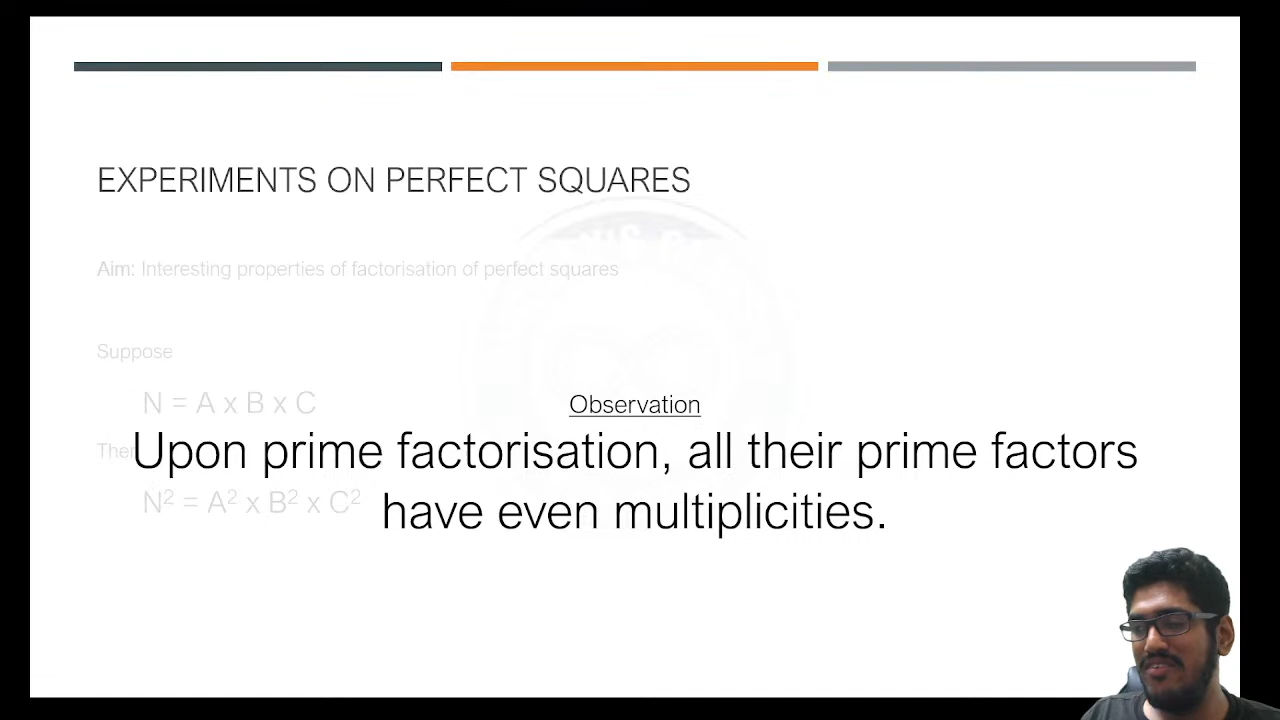 EXPERIMENTS ON PERFECT SQUARES
Aim: Interesting properties of factorisation of perfect squares
Suppose
N = A x B x C
Observation
Upon prime factorisation, all their prime factors
have even multiplicities.
N² = A² x B² x C²